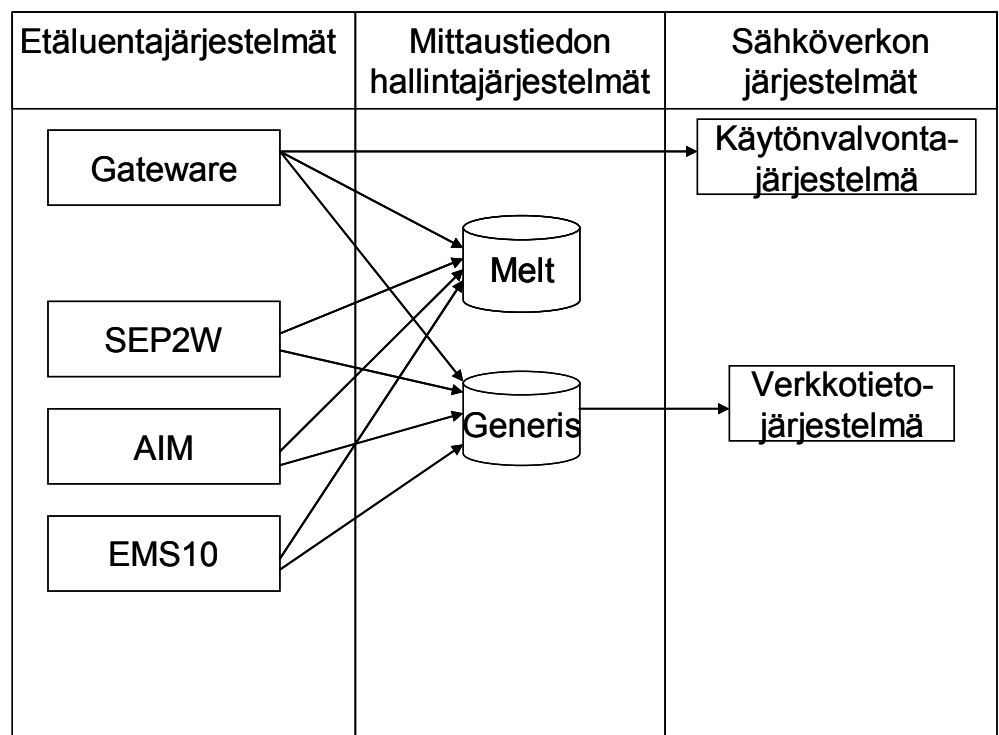 Etäluentajärjestelmät
Mittaustiedon
hallintajärjestelmät
Sähköverkon
järjestelmät
Gateware
Käytönvalvonta-
järjestelmä
Melt
SEP2W
Generis
Verkkotieto-
järjestelmä
AIM
EMS10